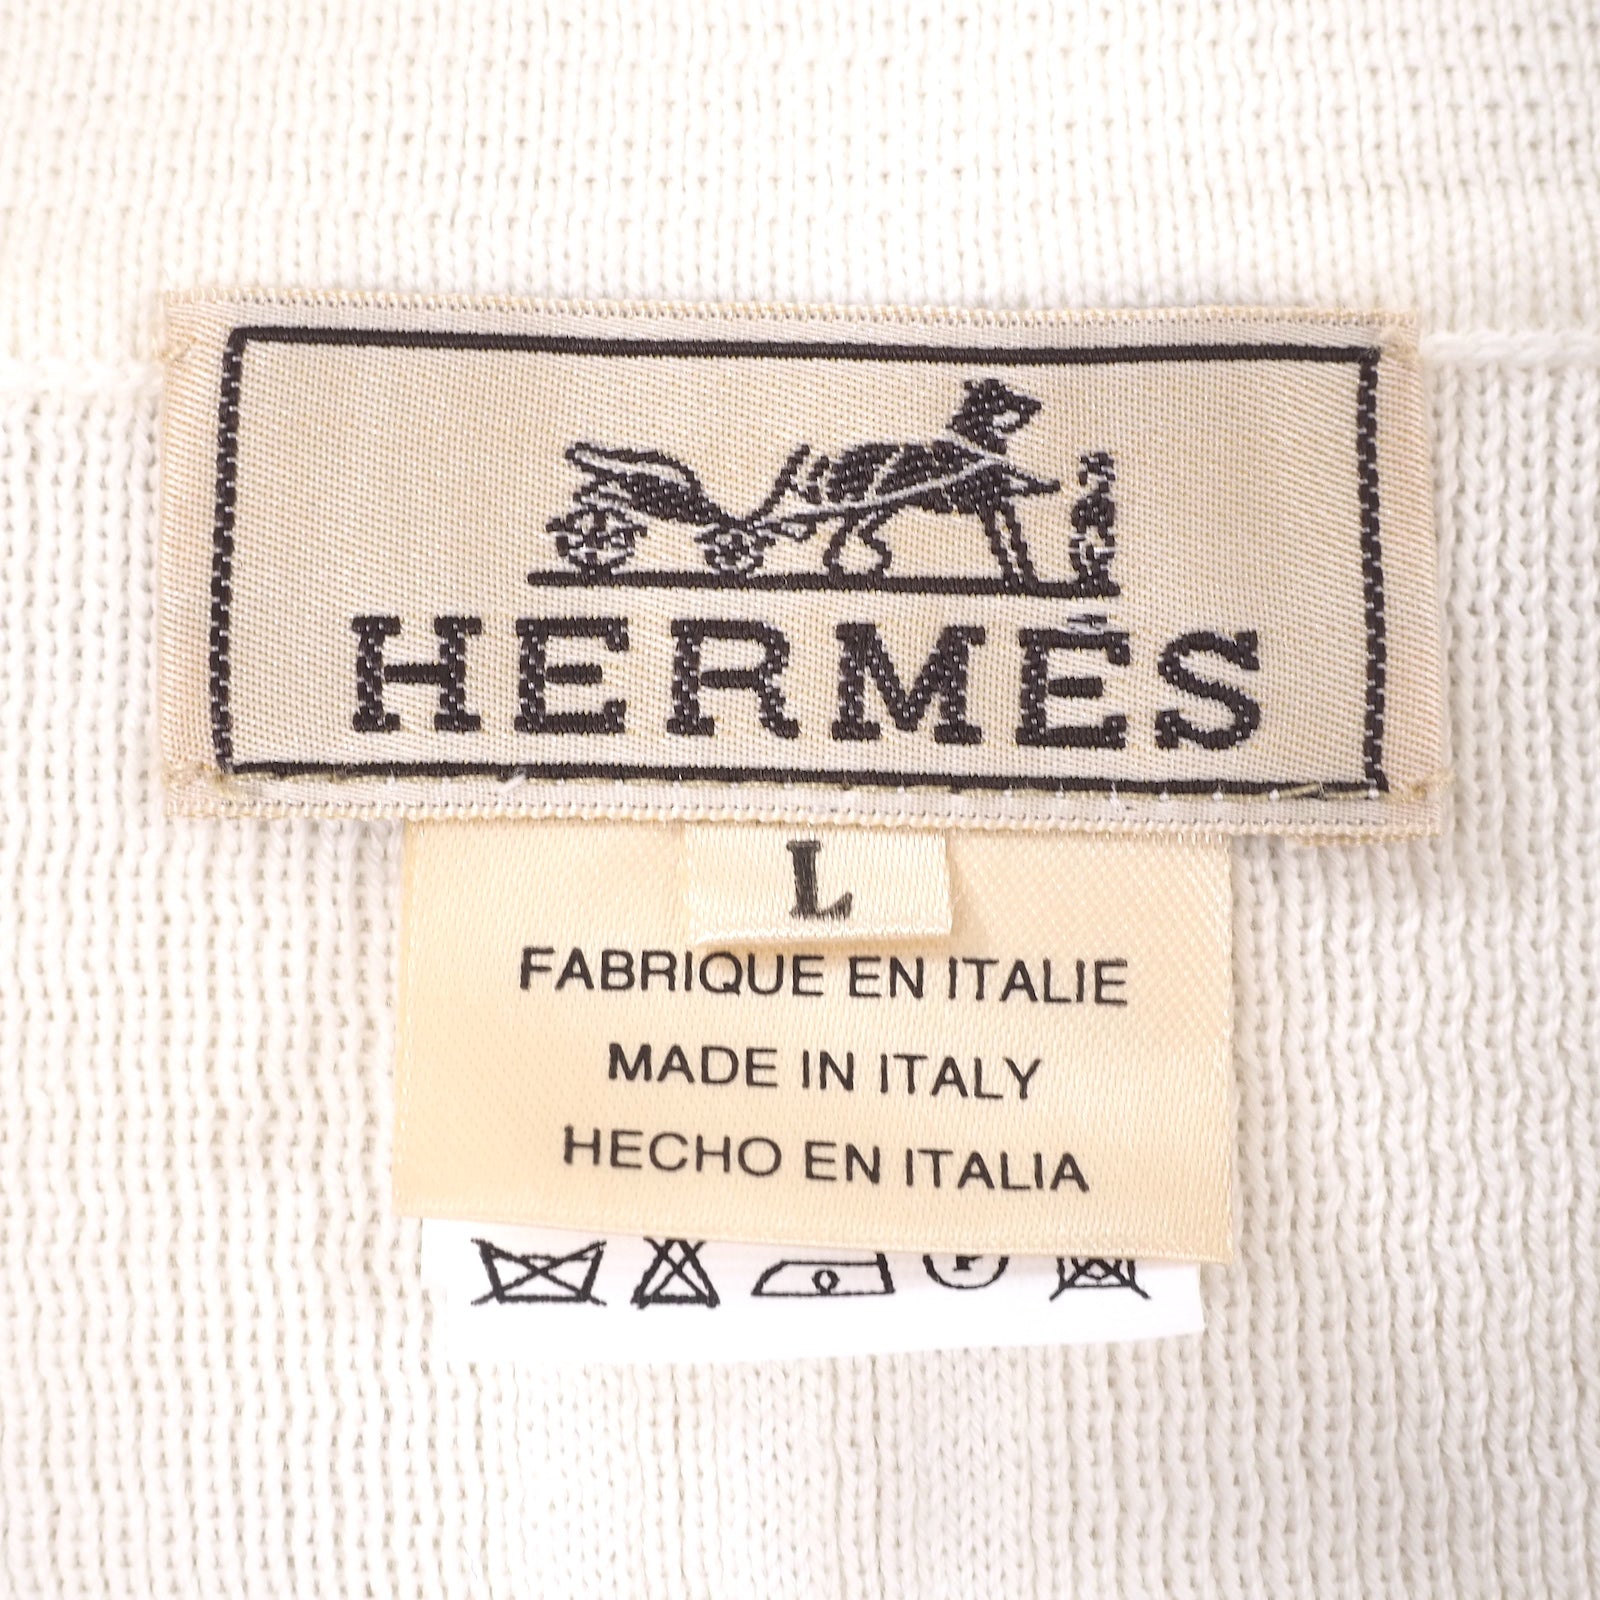 HERMÈS
L
FABRIQUE EN ITALIE
MADE IN ITALY
HECHO EN ITALIA
P